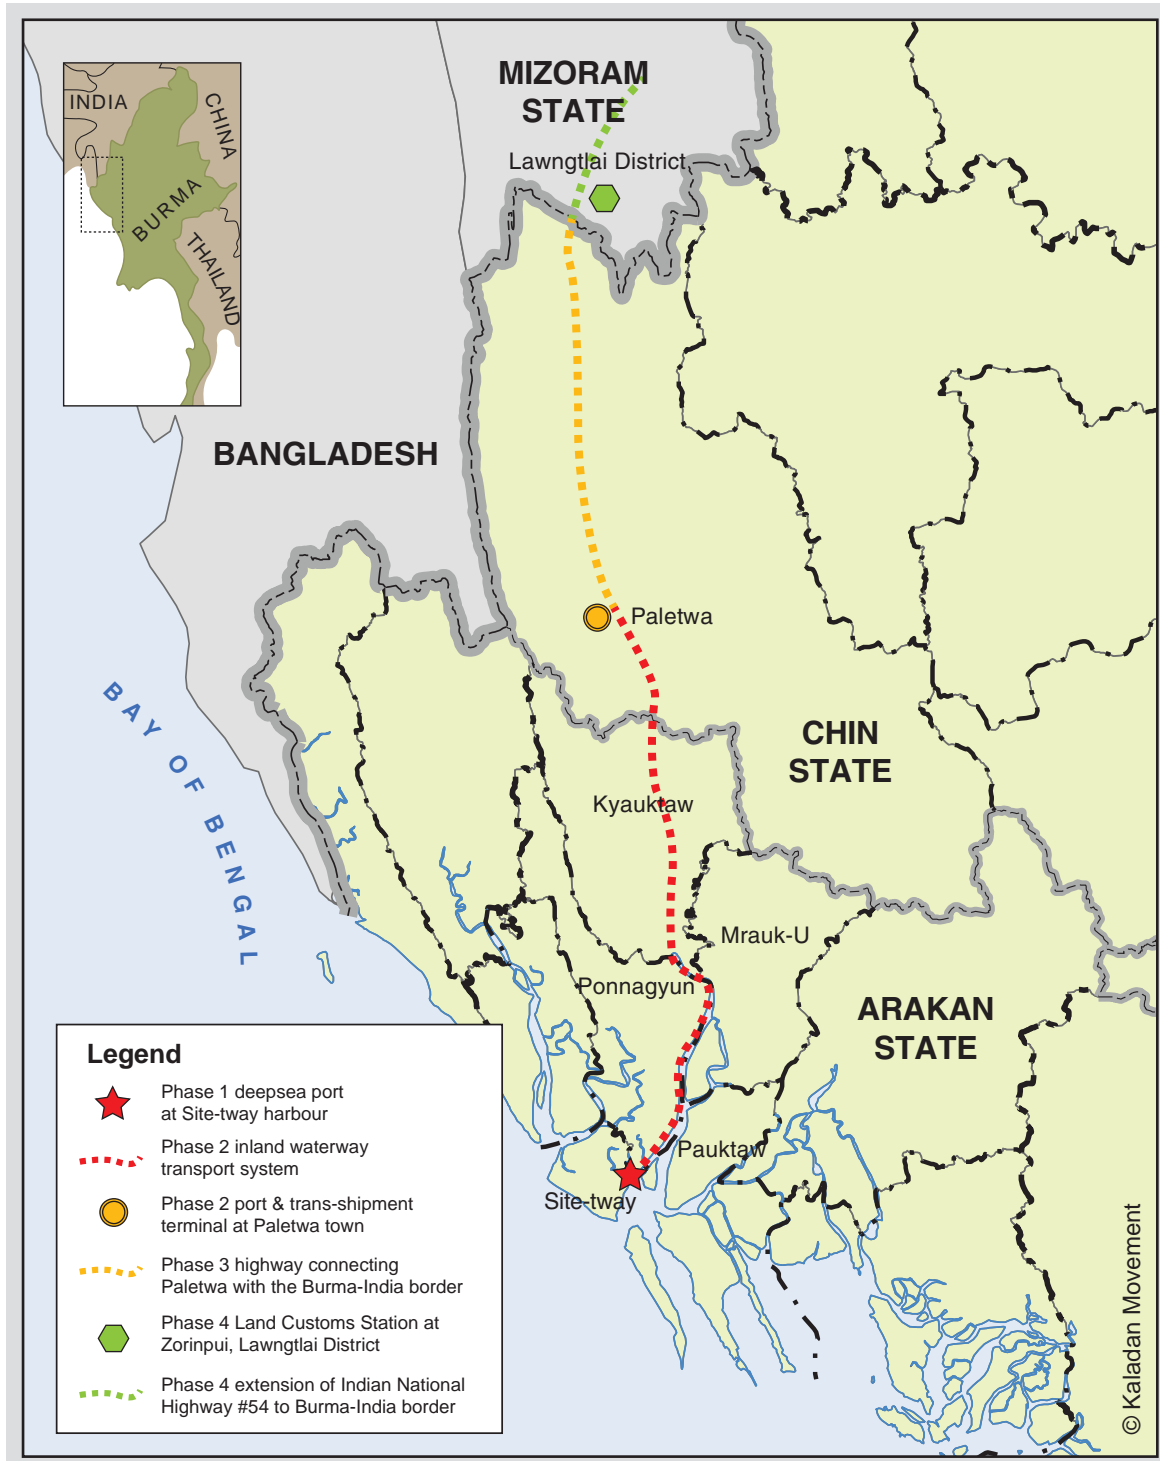 INDIA
CHINA
BURMA
THAILAND
MIZORAM
STATE
Lawngtlai District
BANGLADESH
Paletwa
BAY OF BENGAL
CHIN
STATE
Kyauktaw
Mrauk-U
Ponnagyun
ARAKAN
STATE
Pauktaw
Site-tway
Legend
Phase 1 deepsea port
at Site-tway harbour
Phase 2 inland waterway
transport system
Phase 2 port & trans-shipment
terminal at Paletwa town
Phase 3 highway connecting
Paletwa with the Burma-India border
Phase 4 Land Customs Station at
Zorinpui, Lawngtlai District
Phase 4 extension of Indian National
Highway #54 to Burma-India border
© Kaladan Movement